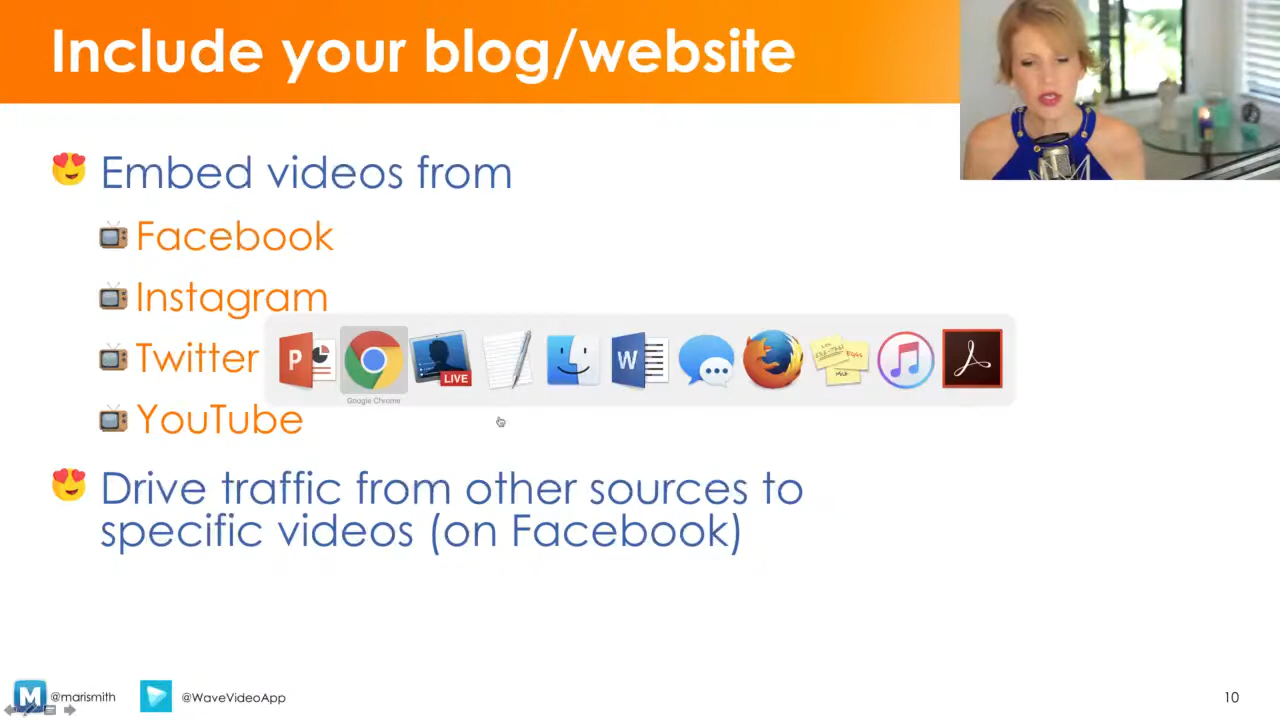 Include your blog/website
Embed videos from
Facebook
Instagram
Twitter
YouTube
P
LIVE
W
Google Chrome
Drive traffic from other sources to
specific videos (on Facebook)
M
@marismith
@WaveVideoApp
10